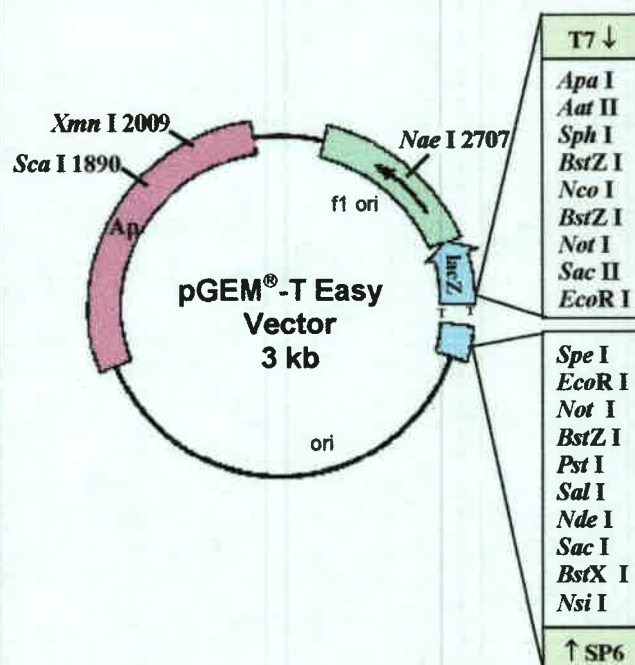 Xmn I 2009
Sca I 1890
Nae I 2707
Ap
f1 ori
lacZ
T T
pGEM®-T Easy
Vector
3 kb
ori
T7 ↓
Apa I
Aat II
Sph I
BstZ I
Nco I
BstZ I
Not I
Sac II
EcoR I
Spe I
EcoR I
Not I
BstZ I
Pst I
Sal I
Nde I
Sac I
BstX I
Nsi I
↑ SP6